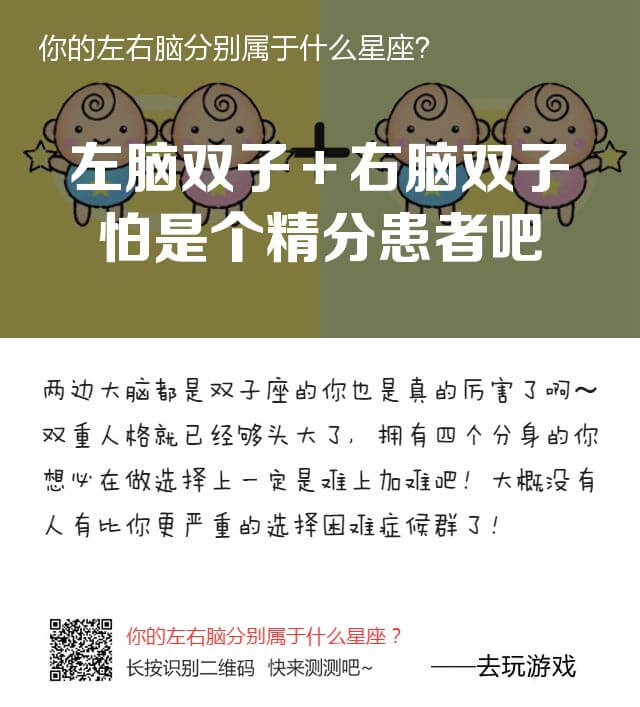 你的左右脑分别属于什么星座?
左脑双子＋右脑双子
怕是个精分患者吧
两边大脑都是双子座的你也是真的厉害了啊～
双重人格就已经够头大了，拥有四个分身的你
想必在做选择上一定是难上加难吧！大概没有
人有比你更严重的选择困难症候群了！
你的左右脑分别属于什么星座？
长按识别二维码 快来测测吧~
——去玩游戏